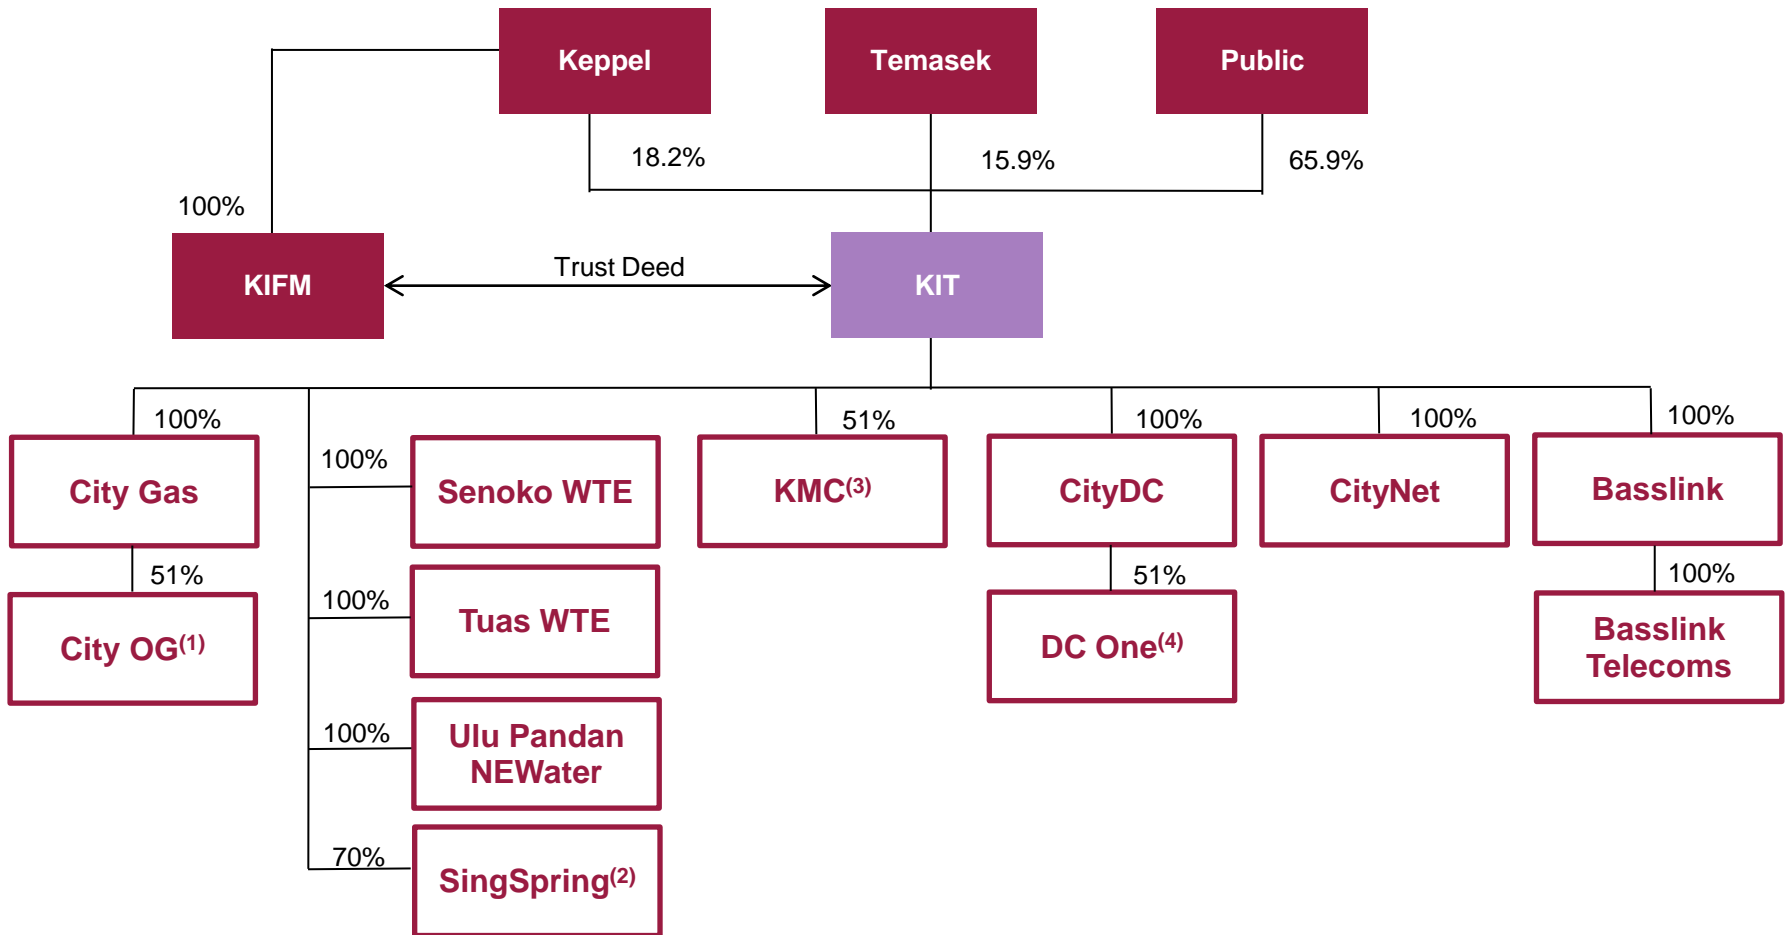 Keppel
Temasek
Public
18.2%
15.9%
65.9%
100%
KIFM
Trust Deed
KIT
100%
51%
100%
100%
100%
City Gas
100%
Senoko WTE
KMC(3)
CityDC
CityNet
Basslink
51%
51%
100%
City OG(1)
100%
Tuas WTE
DC One(4)
Basslink
Telecoms
100%
Ulu Pandan
NEWater
70%
SingSpring(2)